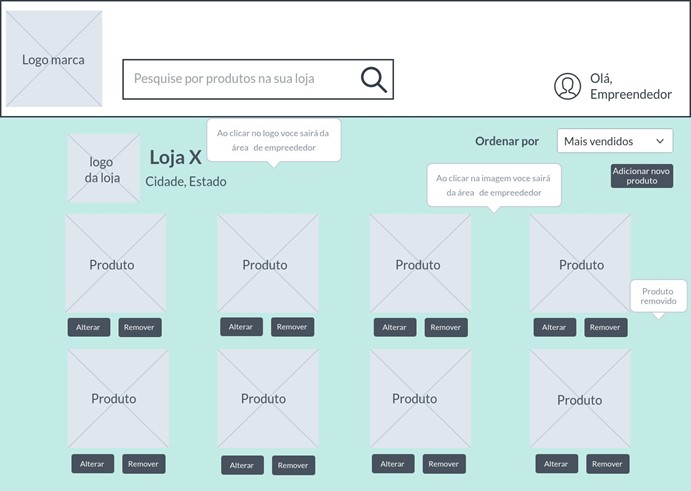 Logo marca
Pesquise por produtos na sua loja
Olá,
Empreendedor
Ao clicar no logo voce sairá da
área de empreededor
Ordenar por
Mais vendidos
logo
da loja
Loja X
Cidade, Estado
Adicionar novo
produto
Ao clicar na imagem voce sairá
da área de empreededor
Produto
Produto
Produto
Produto
Produto
removido
Alterar
Remover
Alterar
Remover
Alterar
Remover
Alterar
Remover
Produto
Produto
Produto
Produto
Alterar
Remover
Alterar
Remover
Alterar
Remover
Alterar
Remover